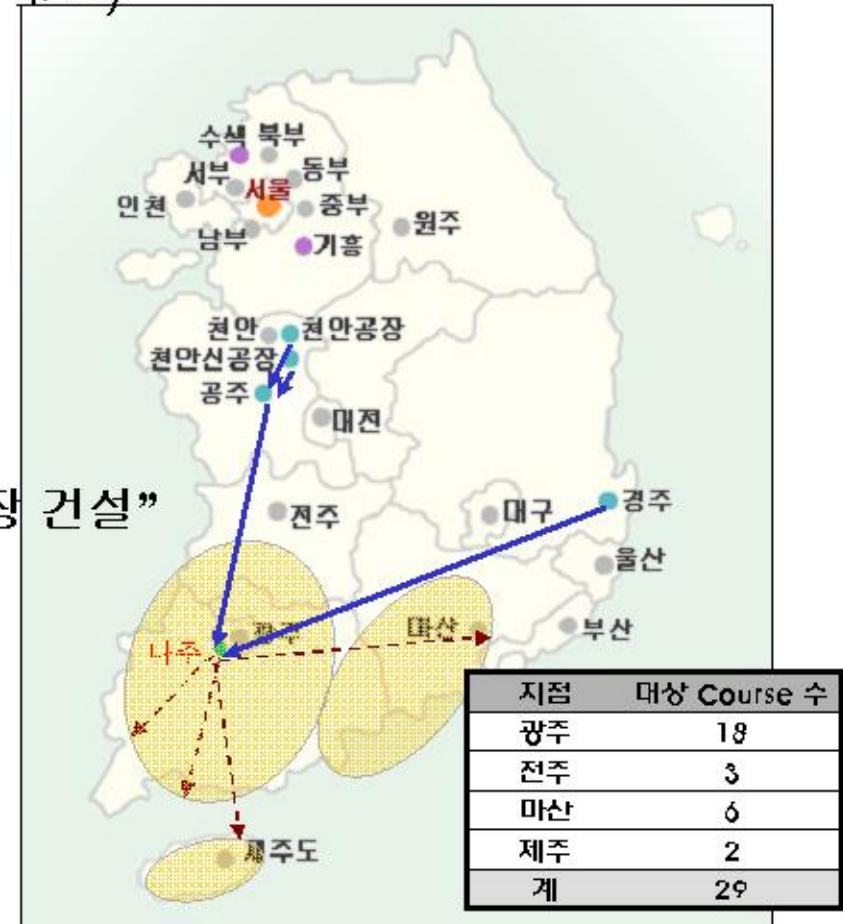 수색 북부
서부 서울 동부
인천 중부
남부 기흥 원주
천안 천안공장
천안신공장
공주
대전
장 건설”
전주 대구 경주
울산
광주 마산 부산
나주
제주도
지점 대상 Course 수
광주 18
전주 3
마산 6
제주 2
계 29